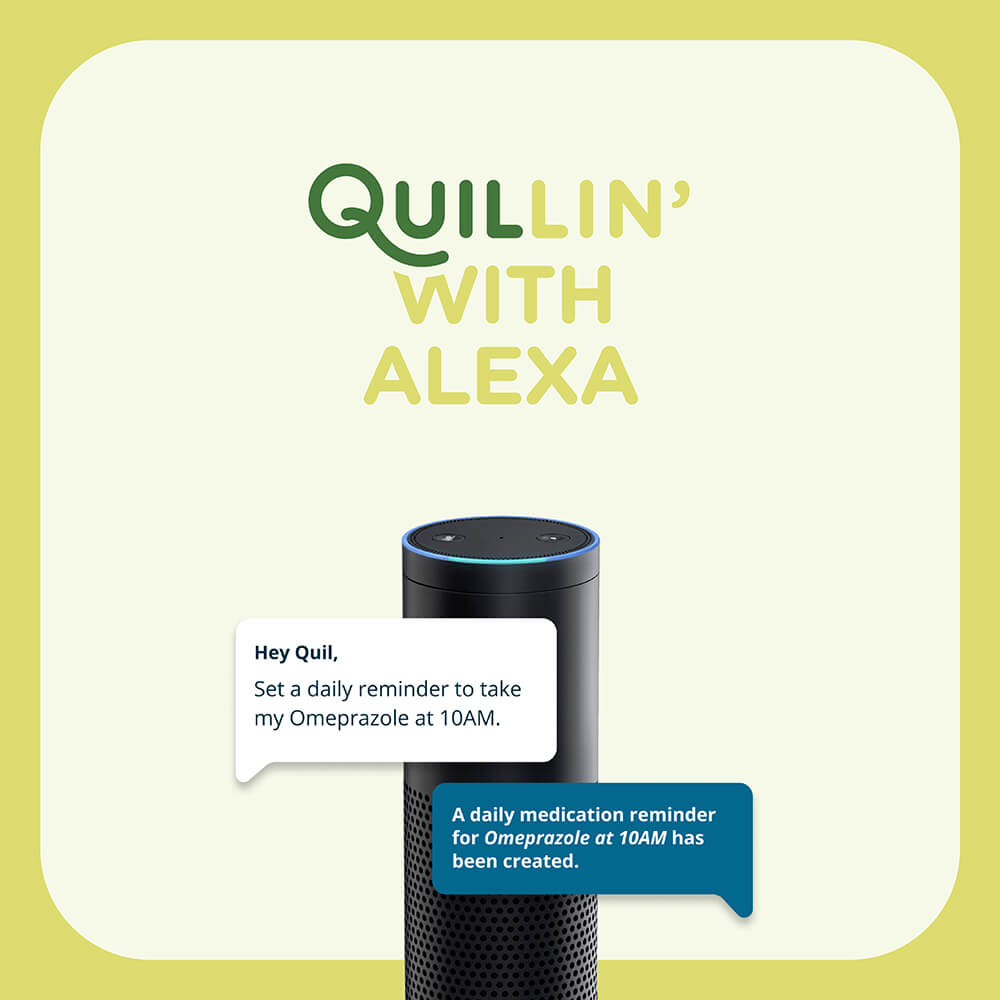 QUILLIN’
WITH
ALEXA
Hey Quil,
Set a daily reminder to take
my Omeprazole at 10AM.
A daily medication reminder
for Omeprazole at 10AM has
been created.